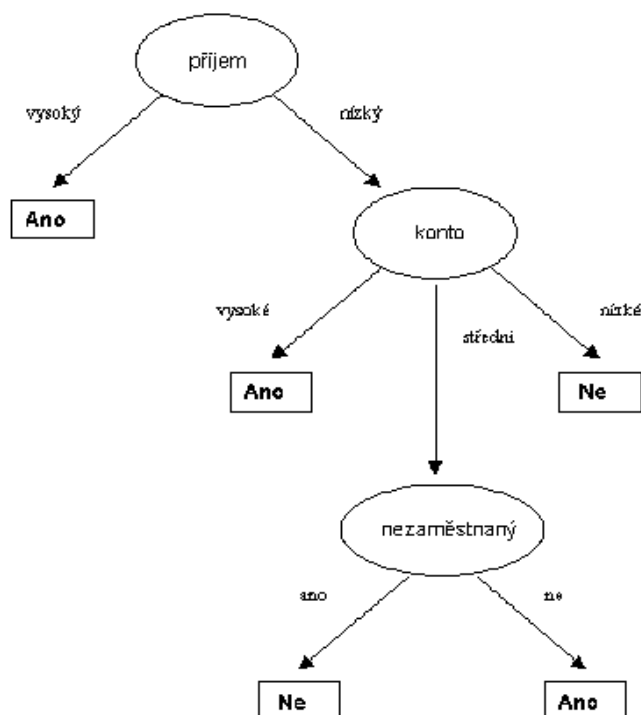 příjem
vysoký
nízký
Ano
konto
vysoké
střední
nízké
Ano
Ne
nezaměstnaný
ano
ne
Ne
Ano